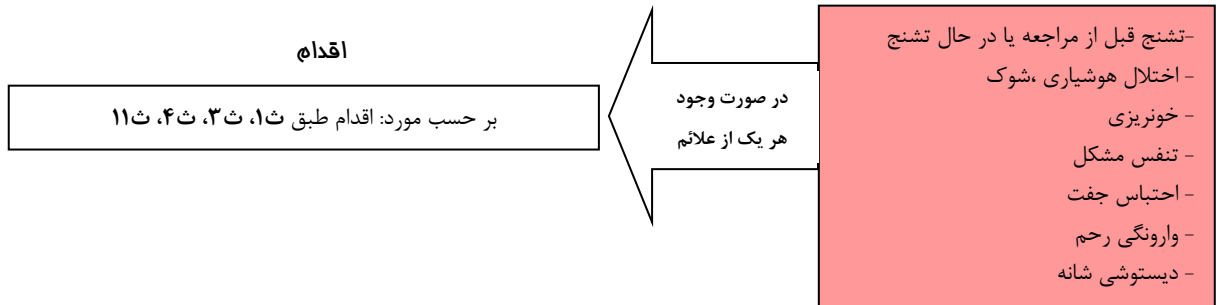 -تشنج قبل از مراجعه یا در حال تشنج
- اختلال هوشیاری ،شوک
- خونریزی
- تنفس مشکل
- احتباس جفت
- وارونگی رحم
- دیستوشی شانه
در صورت وجود
هر یک از علائم
اقدام
بر حسب مورد: اقدام طبق ث۱، ث۳، ث۴، ث۱۱